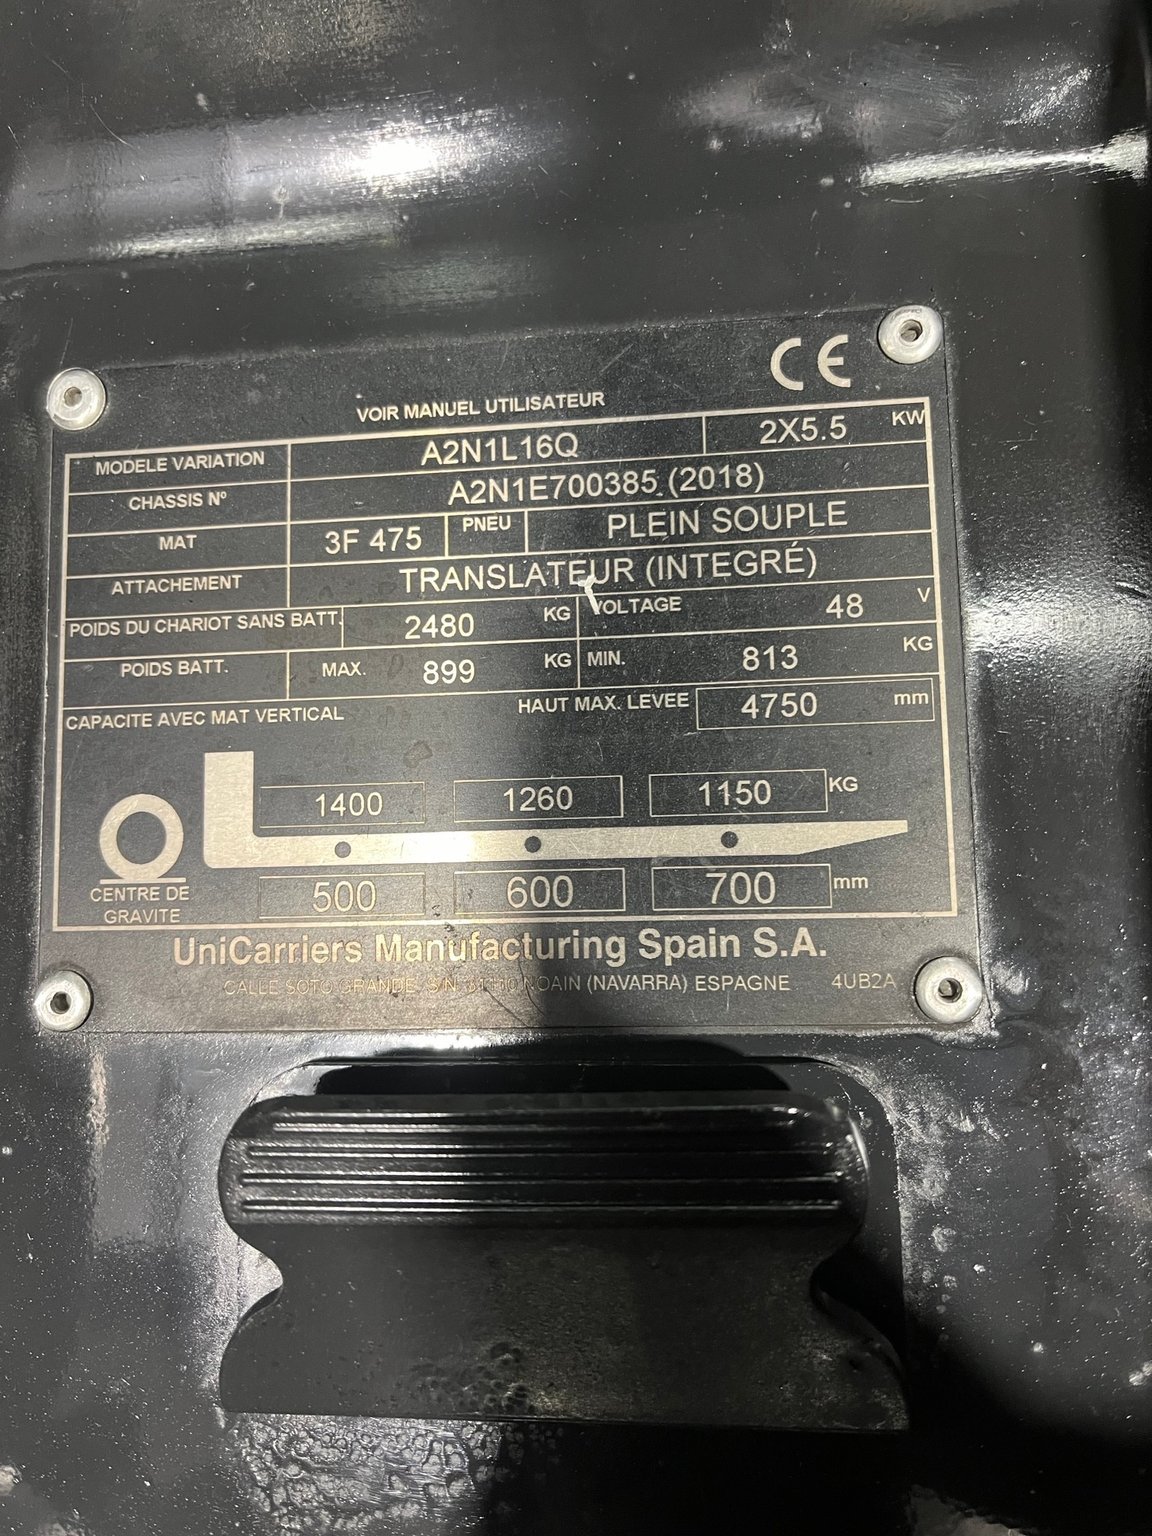 CE
VOIR MANUEL UTILISATEUR
MODELE VARIATION A2N1L16Q 2X5.5 KW
CHASSIS Nº A2N1E700385 (2018)
MAT 3F 475 PNEU PLEIN SOUPLE
ATTACHEMENT TRANSLATEUR (INTEGRÉ)
POIDS DU CHARIOT SANS BATT. 2480 KG VOLTAGE 48 V
POIDS BATT. MAX. 899 KG MIN. 813 KG
CAPACITE AVEC MAT VERTICAL HAUT MAX. LEVEE 4750 mm
1400 1260 1150 KG
500 600 700 mm
CENTRE DE
GRAVITE
UniCarriers Manufacturing Spain S.A.
CALLE SOTO GRANDE, S/N, NOAIN (NAVARRA) ESPAGNE 4UB2A